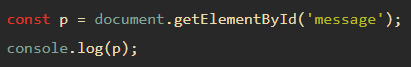 const p = document.getElementById('message');
console.log(p);